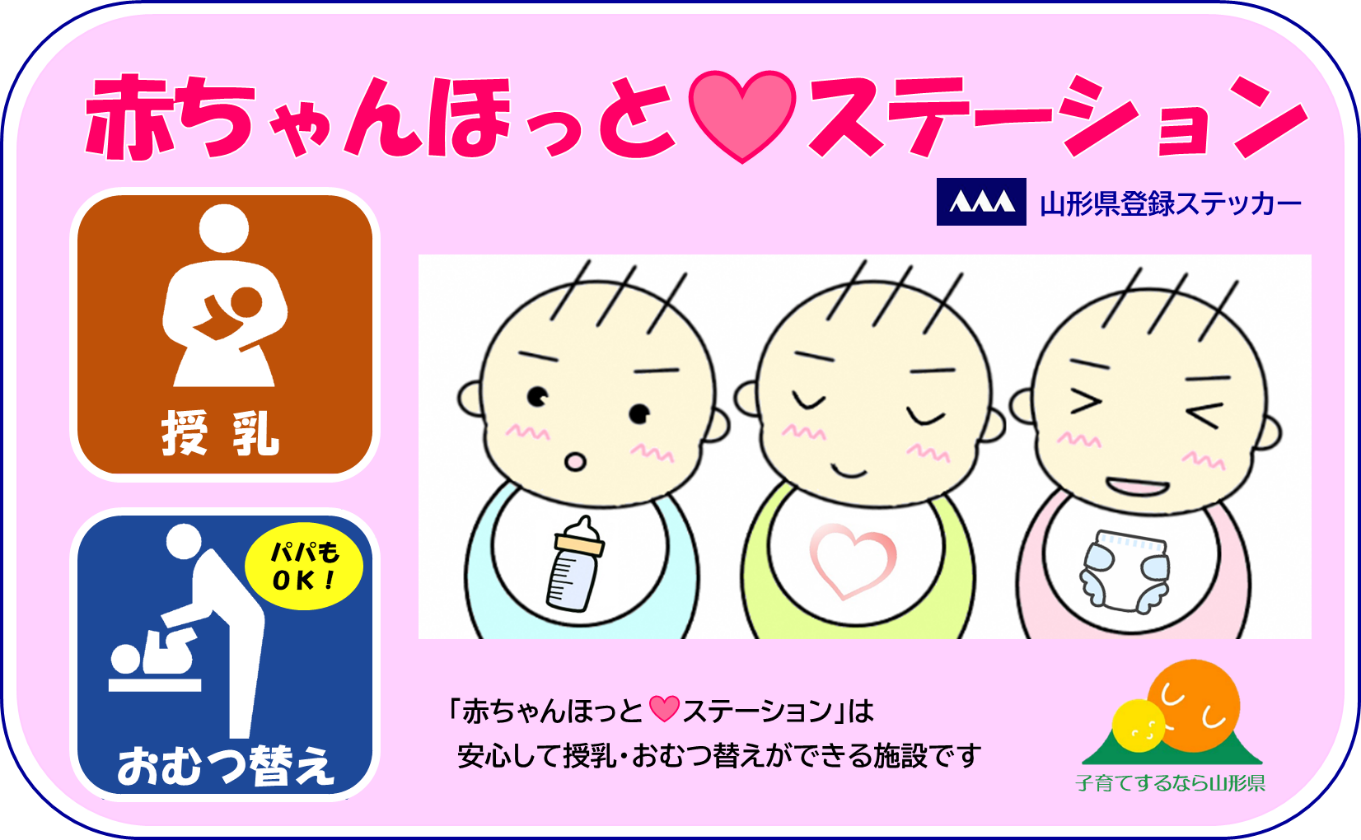 赤ちゃんほっと♥ステーション
山形県登録ステッカー
授乳
パパも
OK!
おむつ替え
「赤ちゃんほっと♥ステーション」は
安心して授乳・おむつ替えができる施設です
子育てするなら山形県